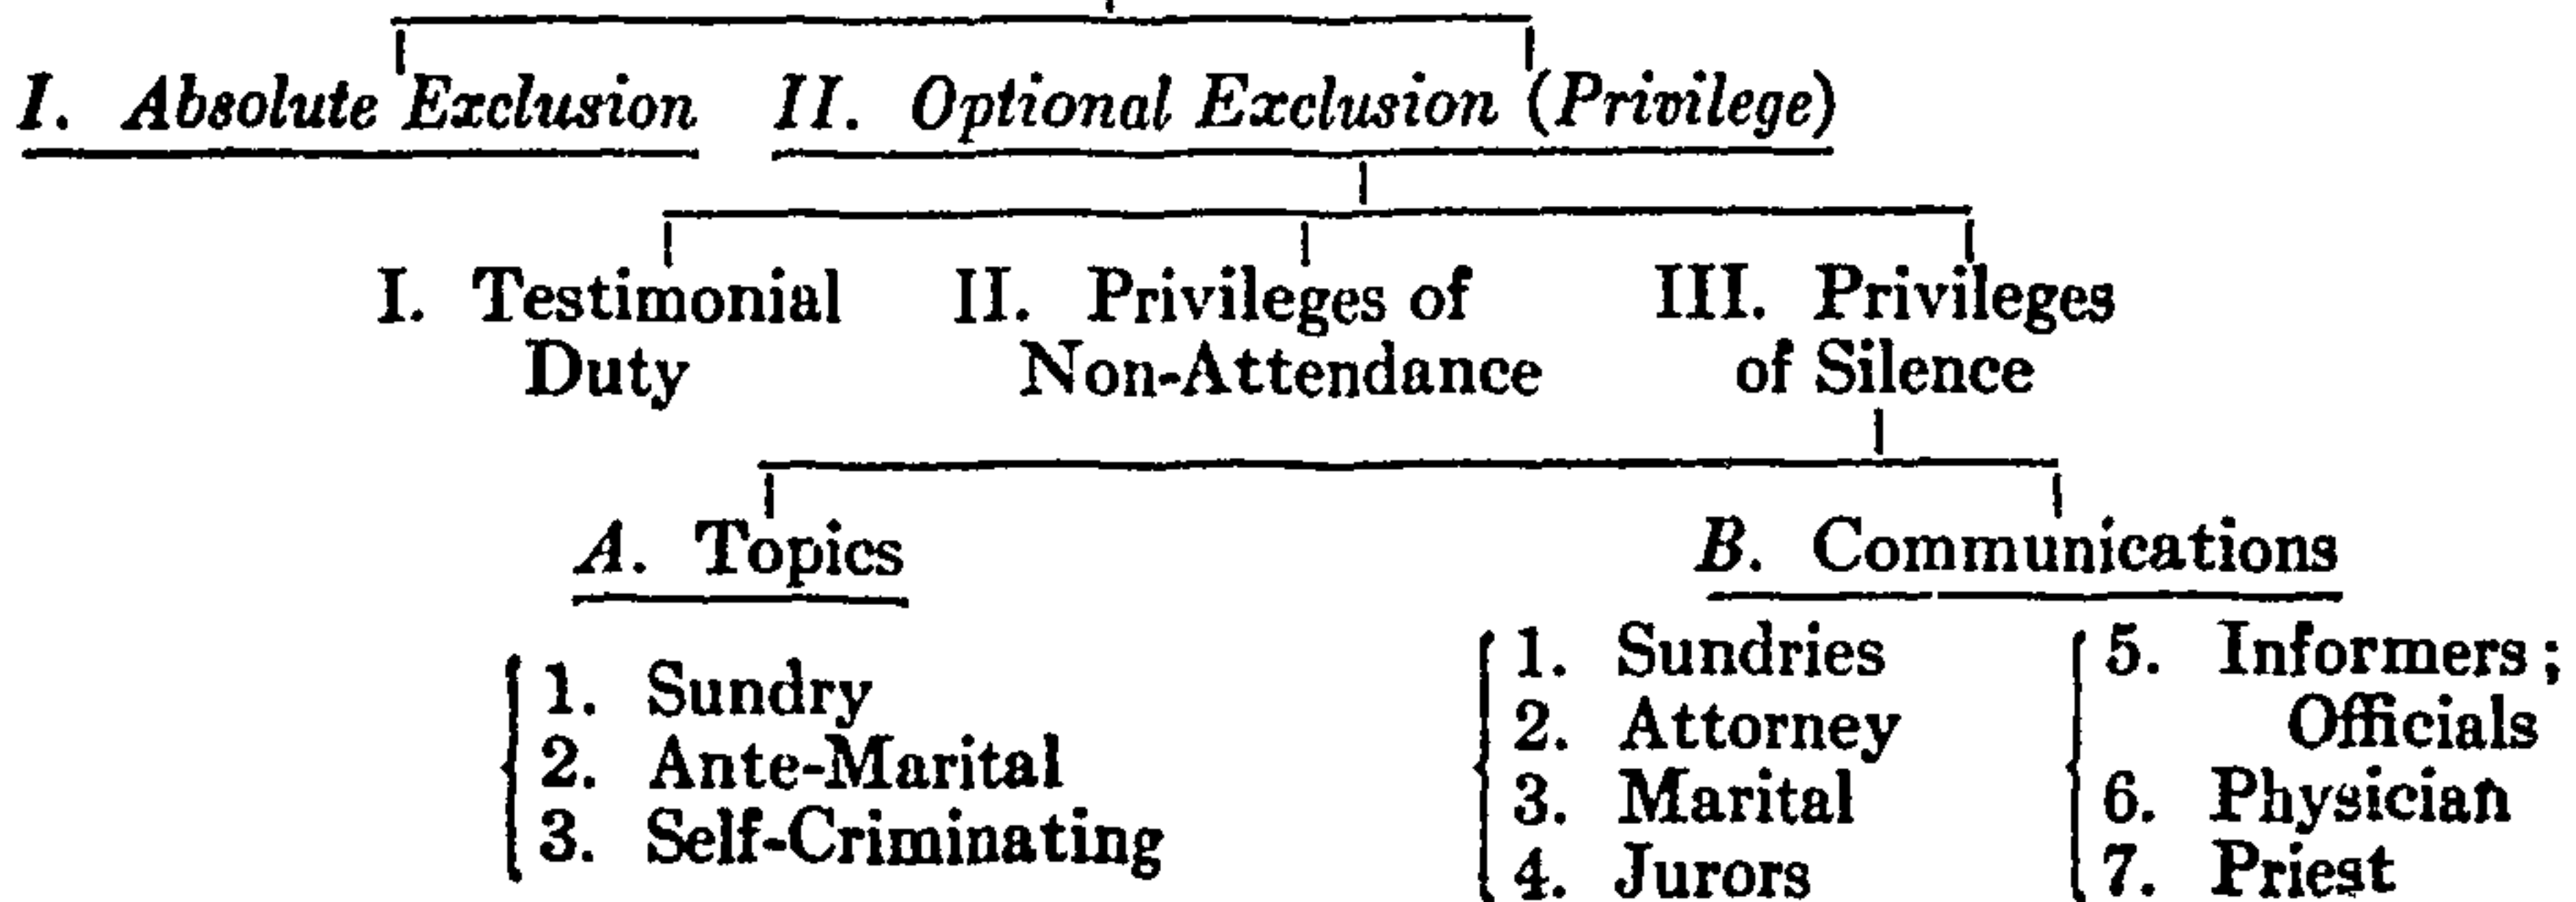 I. Absolute Exclusion II. Optional Exclusion (Privilege)
I. Testimonial Duty
II. Privileges of Non-Attendance
III. Privileges of Silence
A. Topics
1. Sundry
2. Ante-Marital
3. Self-Criminating
B. Communications
1. Sundries
2. Attorney
3. Marital
4. Jurors
5. Informers;
Officials
6. Physician
7. Priest